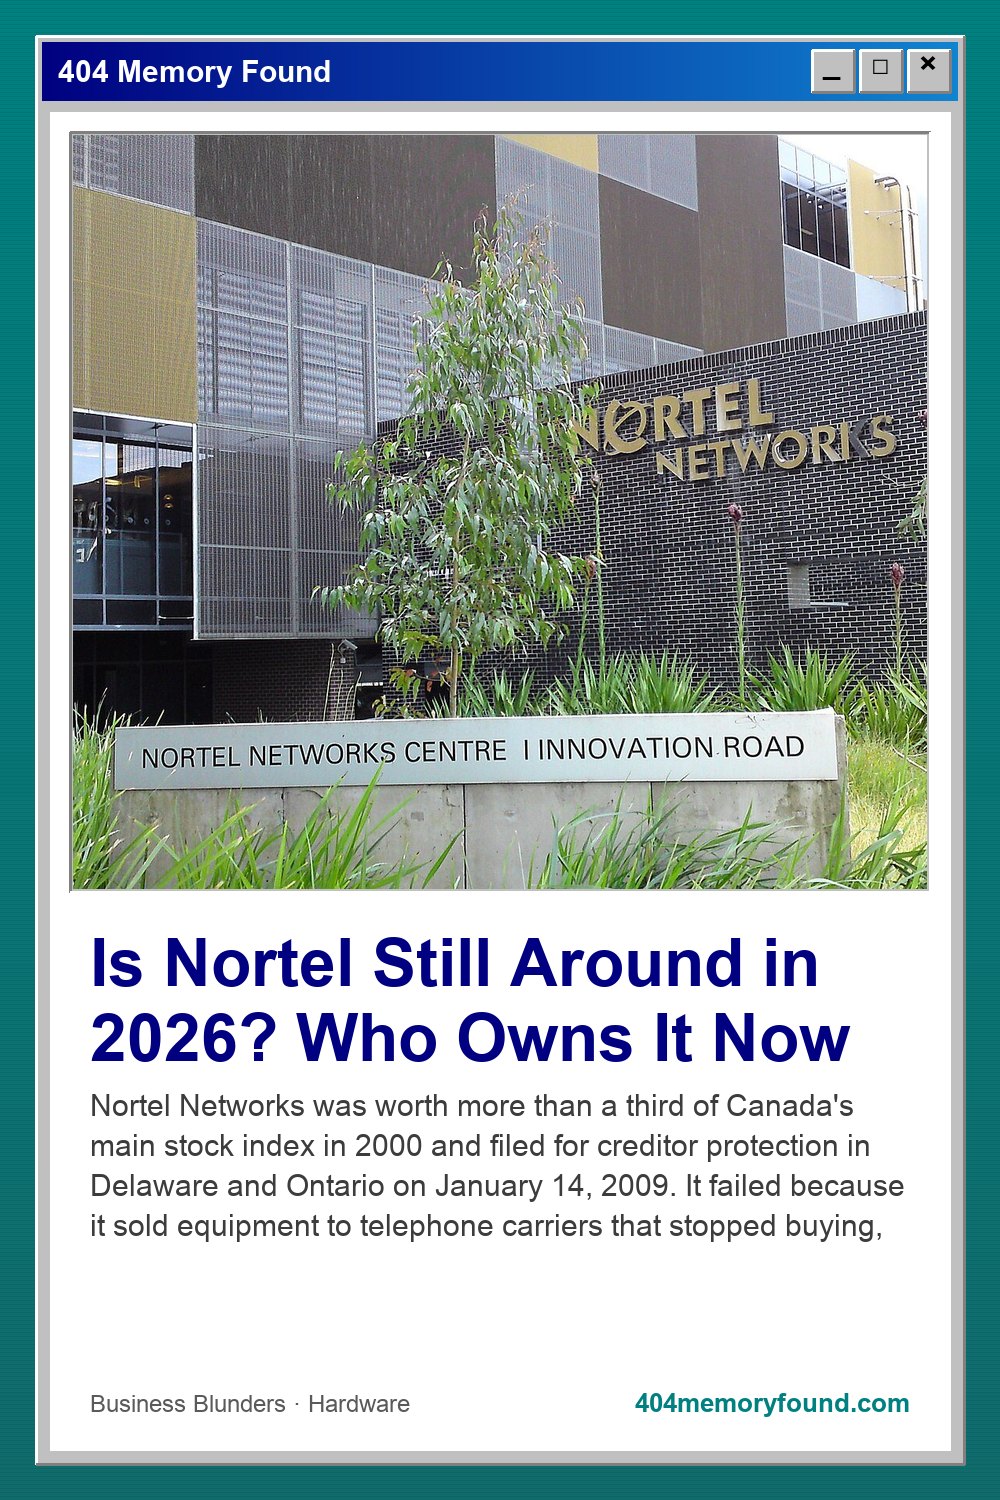 404 Memory Found
NORTEL
NETWORKS
NORTEL NETWORKS CENTRE 1 INNOVATION ROAD
Is Nortel Still Around in
2026? Who Owns It Now
Nortel Networks was worth more than a third of Canada's
main stock index in 2000 and filed for creditor protection in
Delaware and Ontario on January 14, 2009. It failed because
it sold equipment to telephone carriers that stopped buying,
Business Blunders · Hardware
404memoryfound.com